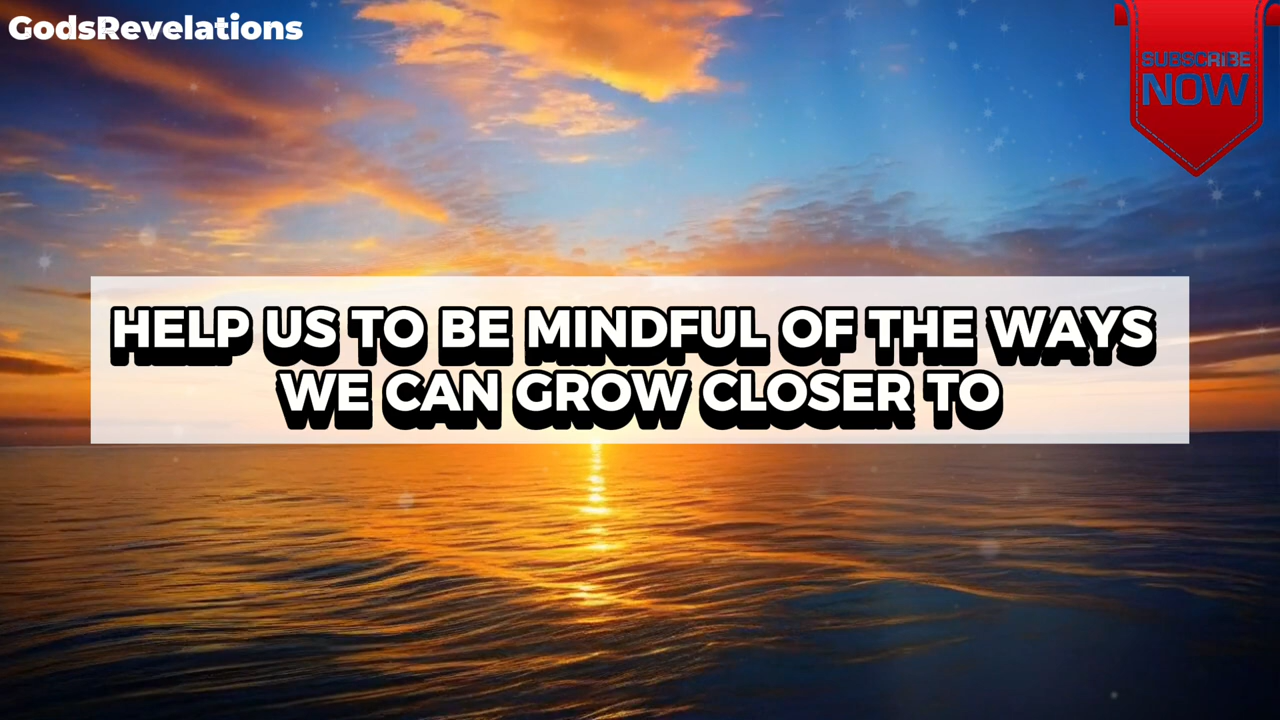 GodsRevelations
SUBSCRIBE
NOW
HELP US TO BE MINDFUL OF THE WAYS
WE CAN GROW CLOSER TO